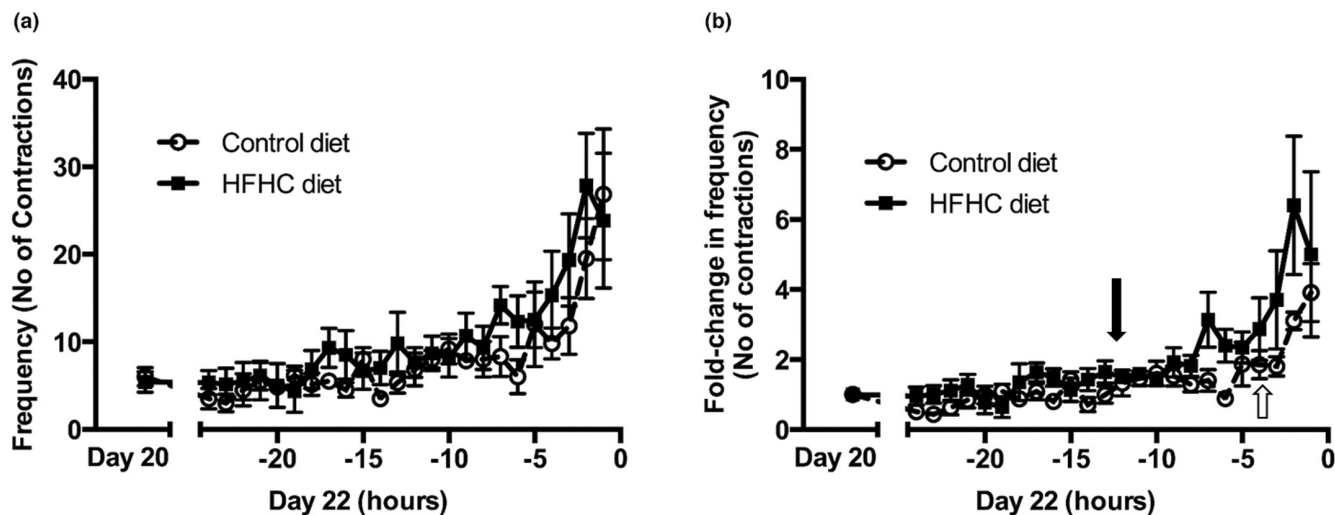 (a)
Frequency (No of Contractions)
40
30
20
10
0
Control diet
HFHC diet
Day 20
-20
-15
-10
-5
0
Day 22 (hours)
(b)
Fold-change in frequency
(No of contractions)
10
8
6
4
2
0
Control diet
HFHC diet
Day 20
-20
-15
-10
-5
0
Day 22 (hours)